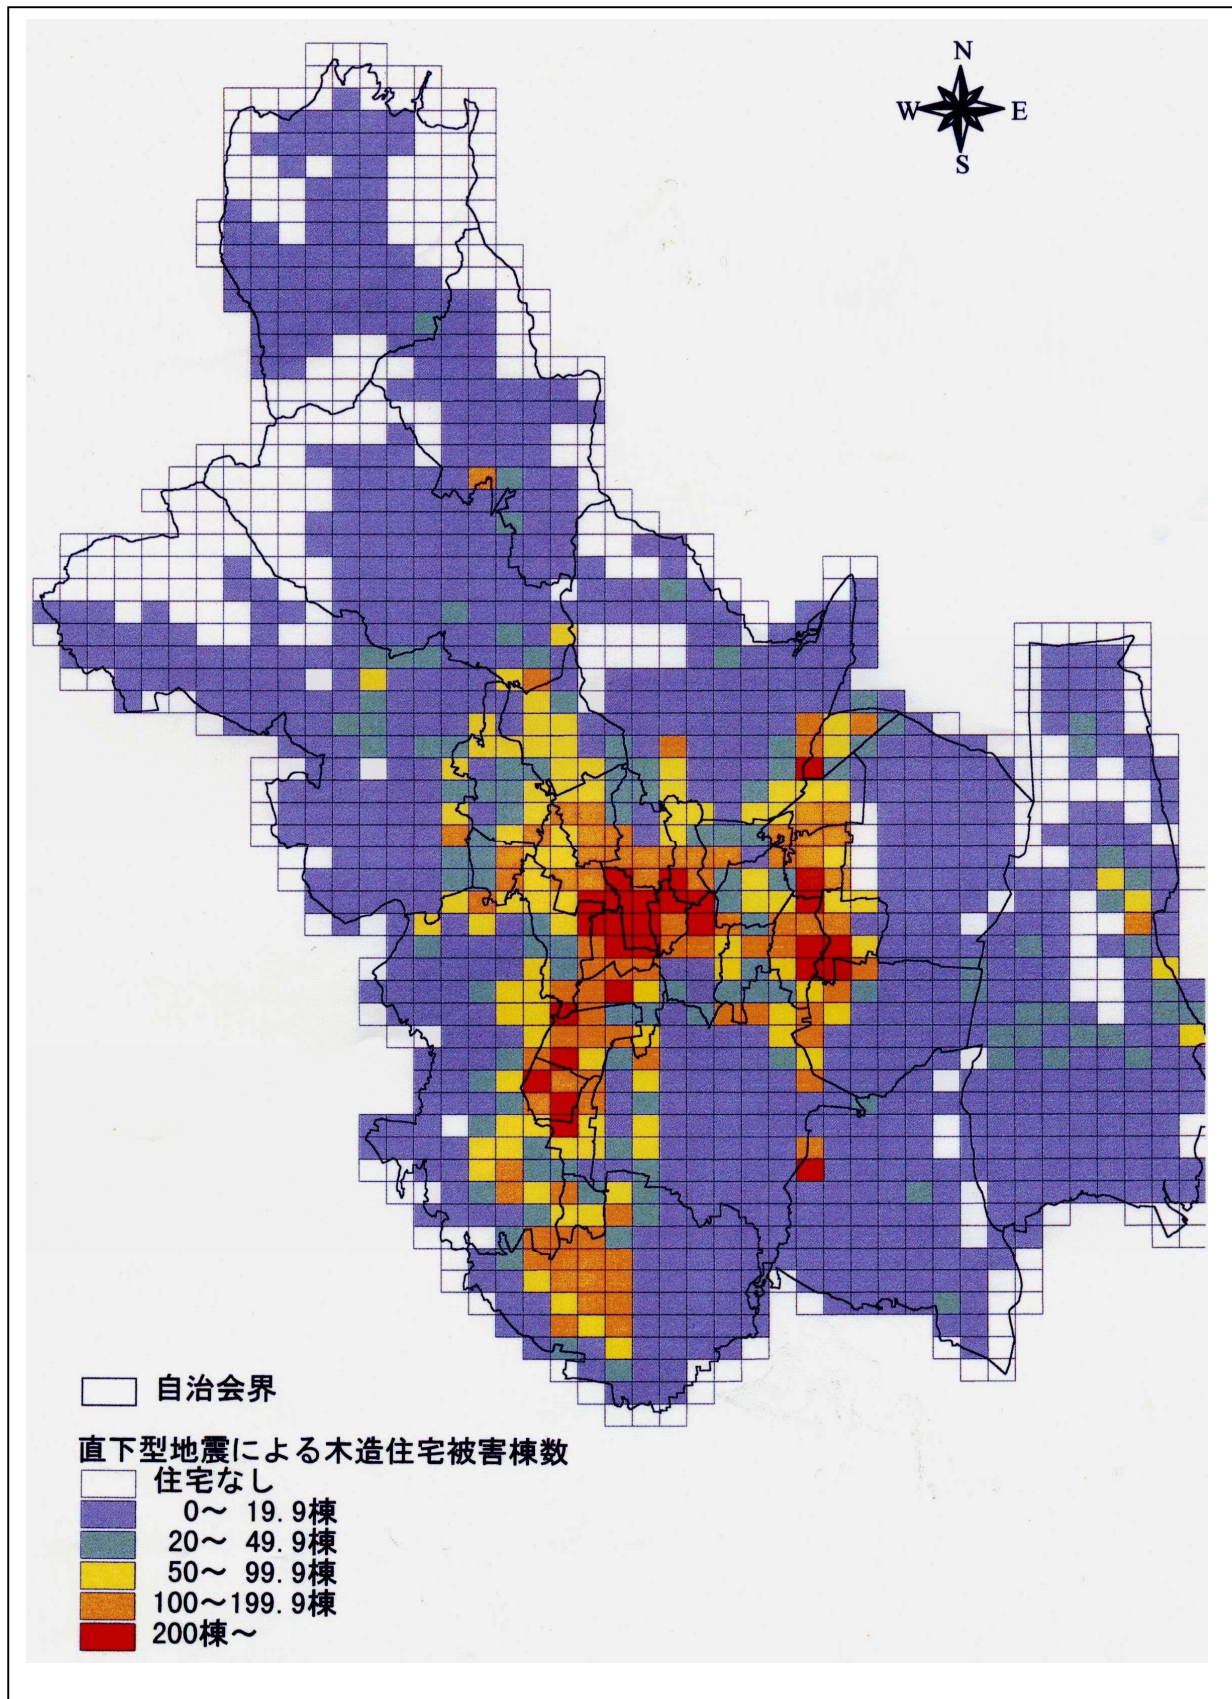 N
W E
S
自治会界
直下型地震による木造住宅被害棟数
住宅なし
0～ 19.9棟
20～ 49.9棟
50～ 99.9棟
100～199.9棟
200棟～